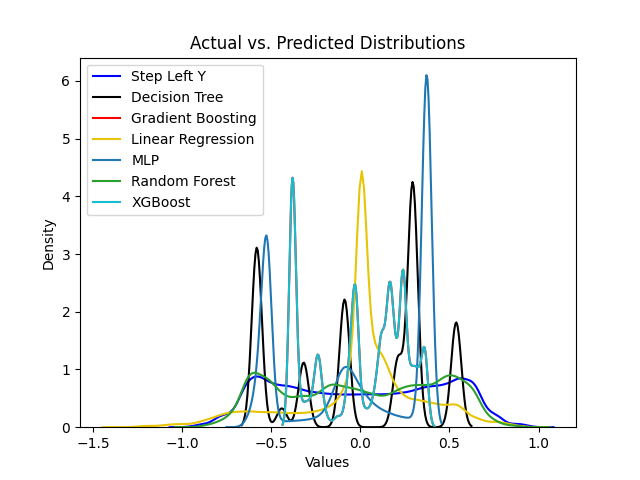 Actual vs. Predicted Distributions
Step Left Y
Decision Tree
Gradient Boosting
Linear Regression
MLP
Random Forest
XGBoost
6
5
4
3
2
1
0
Density
−1.5
−1.0
−0.5
0.0
0.5
1.0
Values